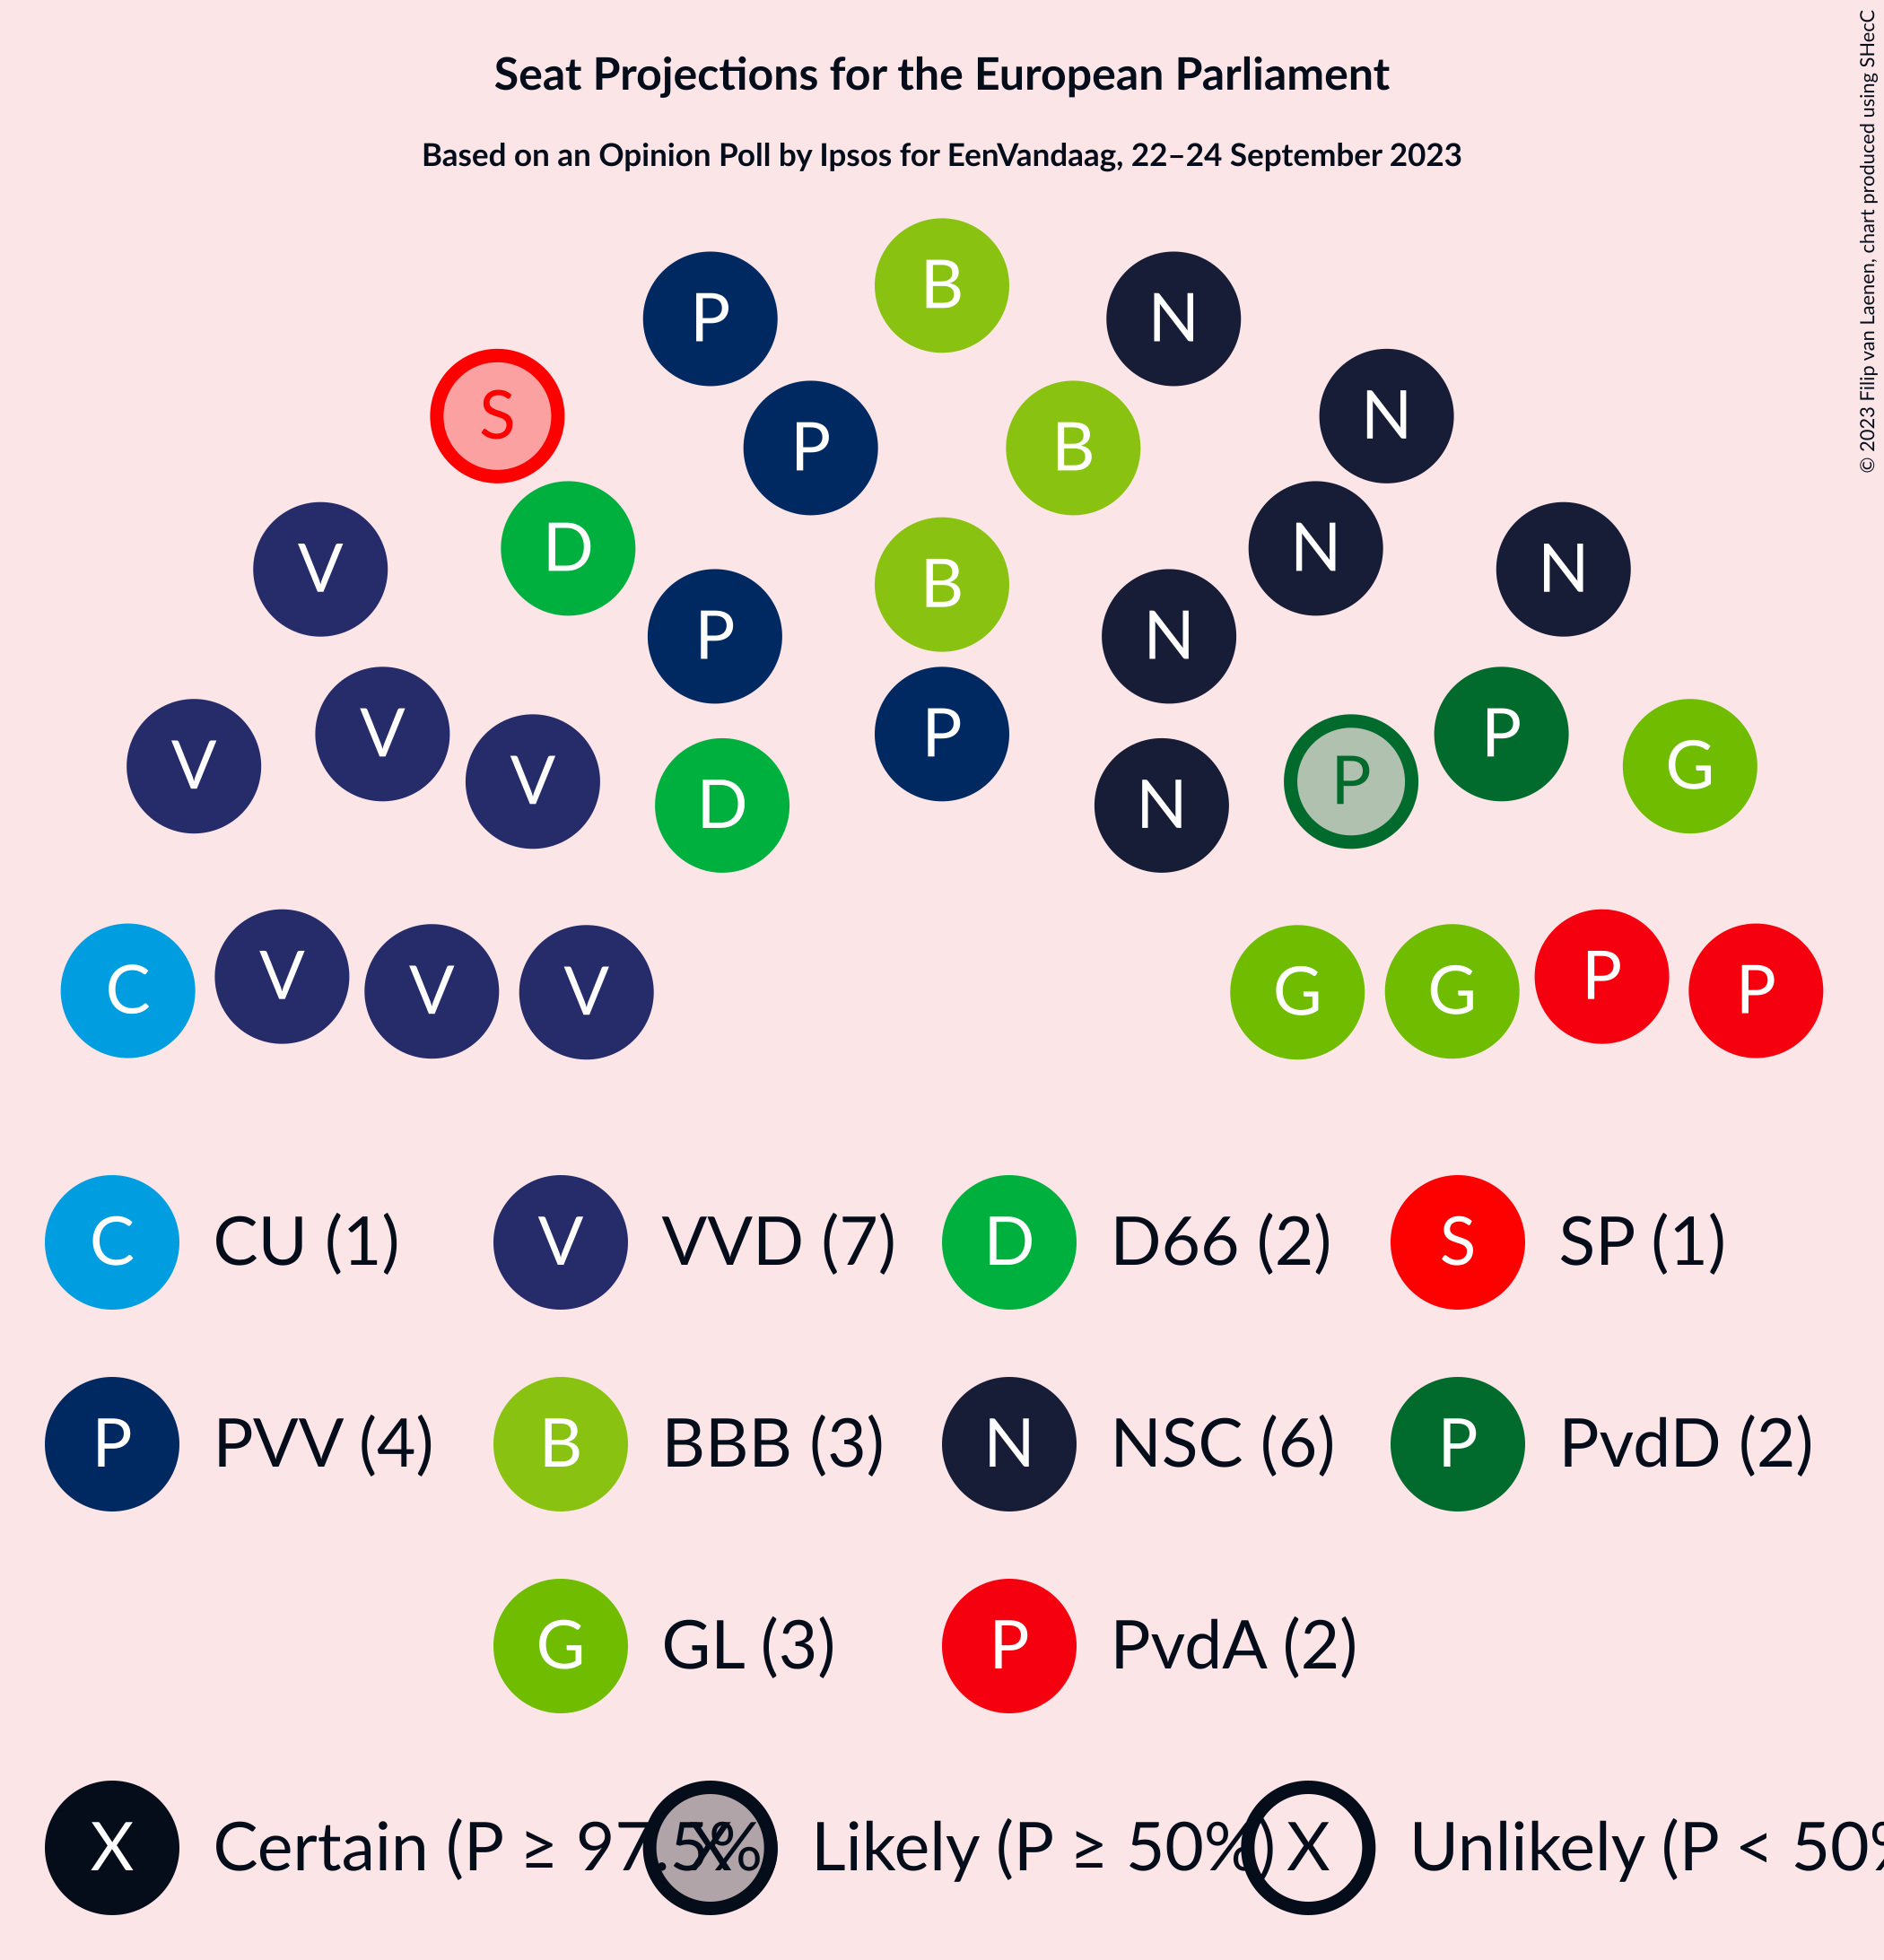 Seat Projections for the European Parliament
Based on an Opinion Poll by Ipsos for EenVandaag, 22–24 September 2023
© 2023 Filip van Laenen, chart produced using SHecC
B
P N
S N
P B
D N
V B N
P N
V P
V P
P G
V D N
C V V V G G P P
C CU (1) V VVD (7) D D66 (2) S SP (1)
P PVV (4) B BBB (3) N NSC (6) P PvdD (2)
G GL (3) P PvdA (2)
X Certain (P ≥ 97.5% X Likely (P ≥ 50%) X Unlikely (P < 50%